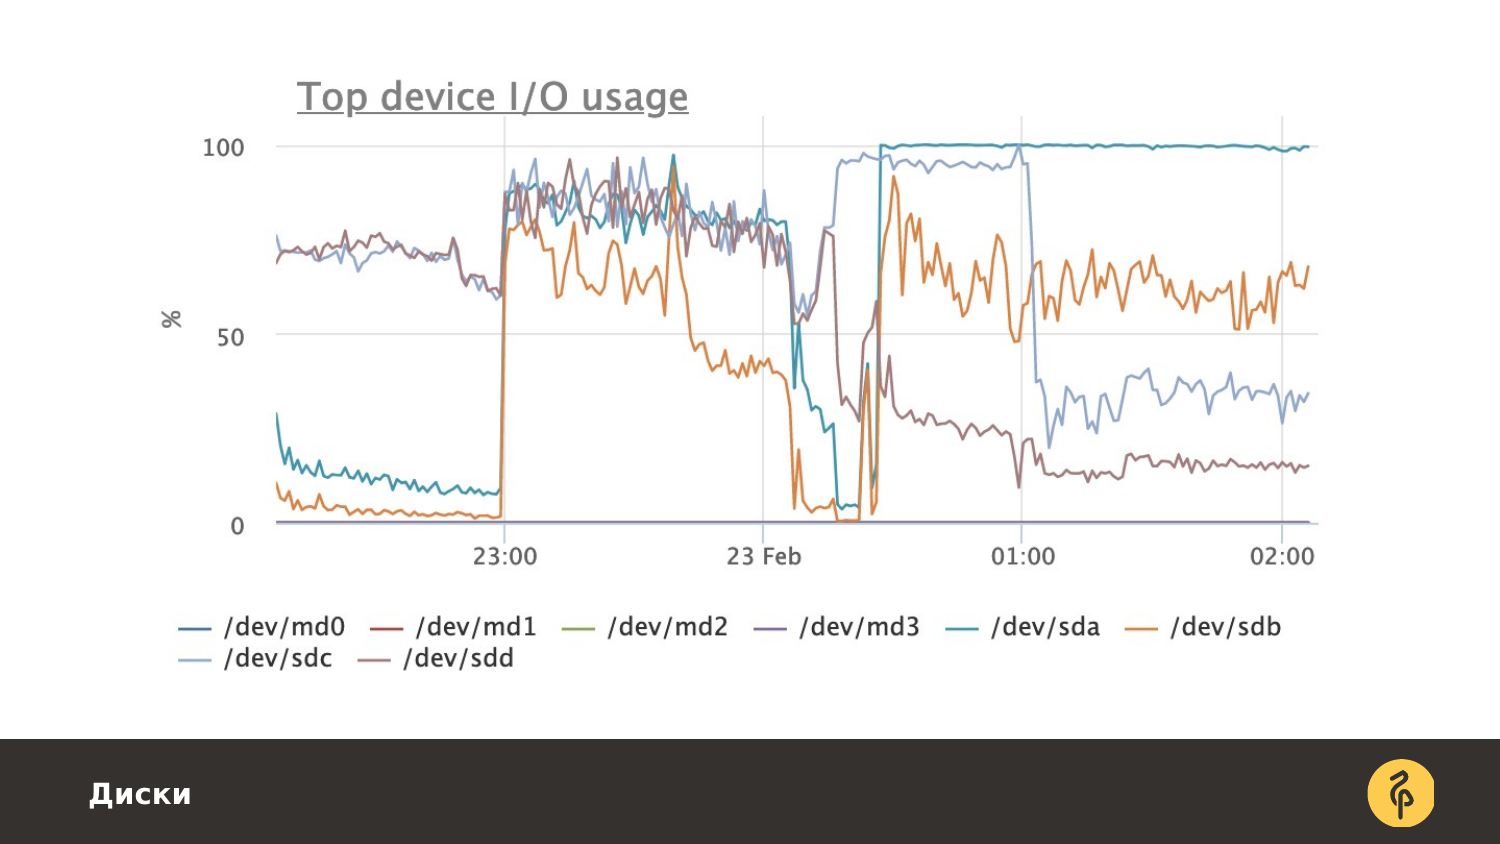 Top device I/O usage
100
50
0
%
23:00 23 Feb 01:00 02:00
/dev/md0 /dev/md1 /dev/md2 /dev/md3 /dev/sda /dev/sdb
/dev/sdc /dev/sdd
Диски